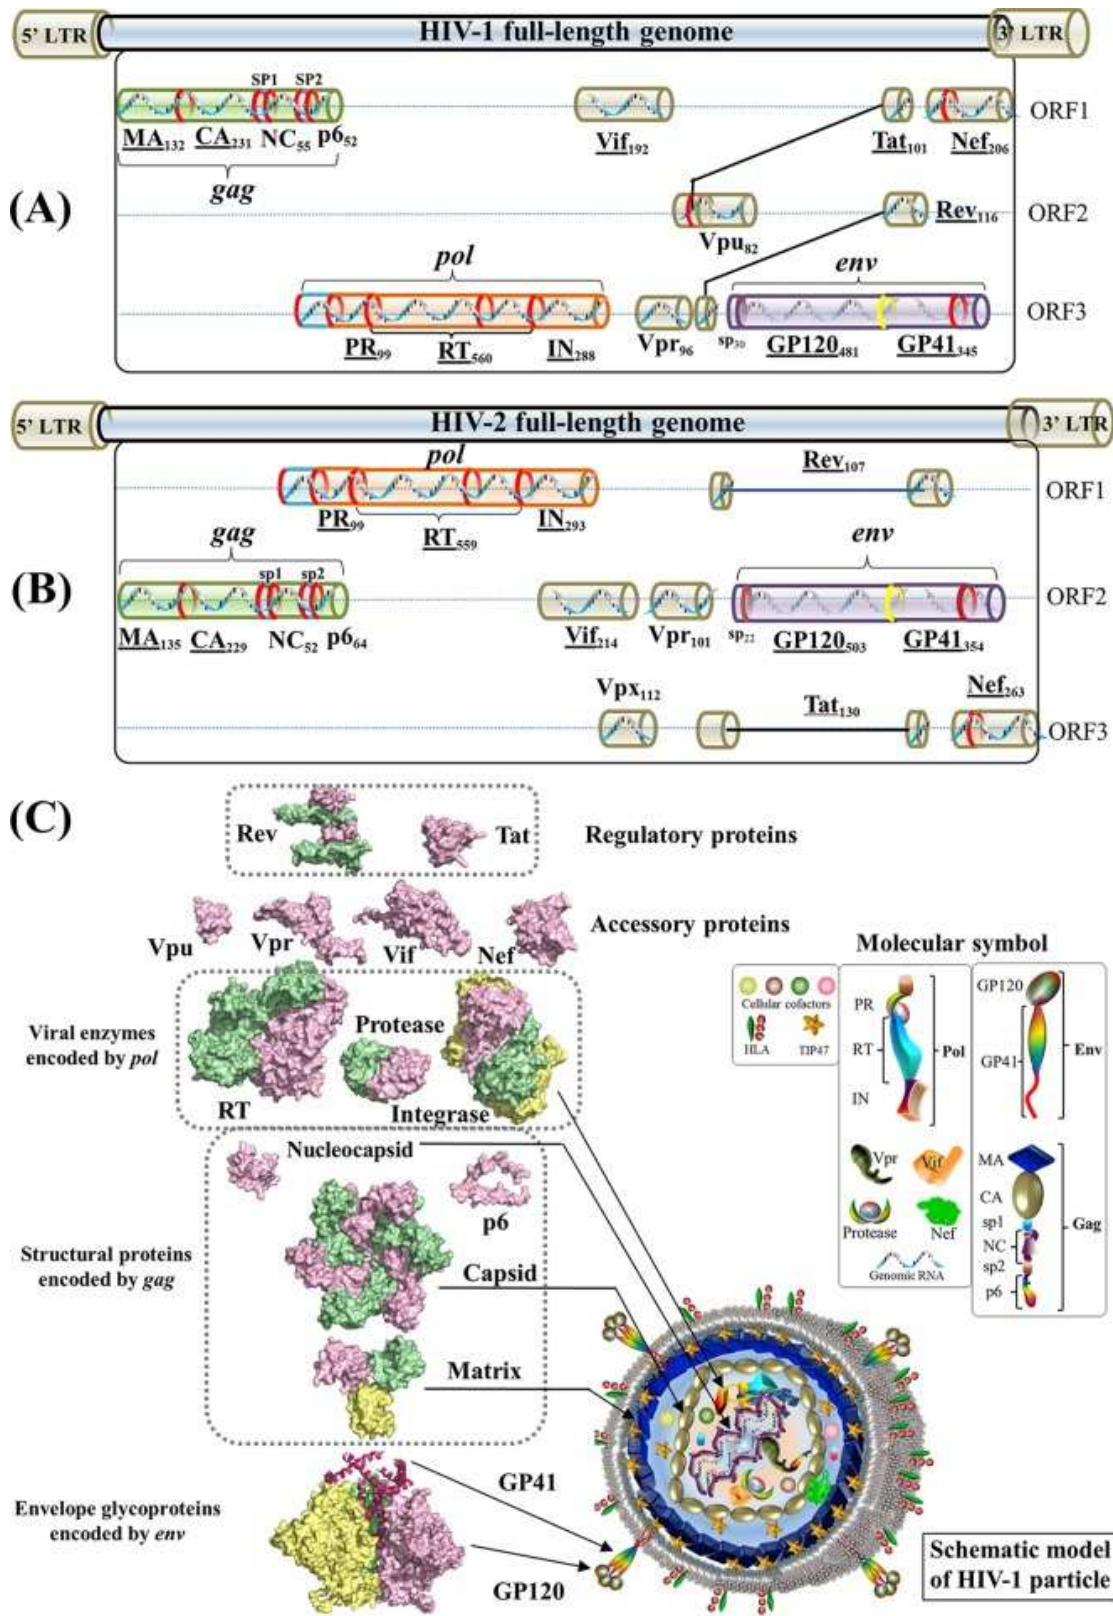 5' LTR
HIV-1 full-length genome
3' LTR
SP1
SP2
ORF1
MA132
CA231
NC55
p652
Vif192
Tat101
Nef206
gag
(A)
Rev116
ORF2
Vpu82
pol
env
ORF3
PR99
RT560
IN288
Vpr96
sp30
GP120481
GP41345
5' LTR
HIV-2 full-length genome
3' LTR
pol
Rev107
ORF1
PR99
RT559
IN293
gag
env
(B)
sp1
sp2
ORF2
MA135
CA229
NC52
p664
Vif214
Vpr101
sp22
GP120503
GP41354
Vpx112
Tat130
Nef263
ORF3
(C)
Rev
Tat
Regulatory proteins
Vpu
Vpr
Vif
Nef
Accessory proteins
Viral enzymes
encoded by pol
Protease
RT
Integrase
Molecular symbol
Cellular cofactors
HLA
TIP47
PR
RT
IN
Pol
GP120
GP41
Env
Vpr
Vif
Protease
Nef
Genomic RNA
MA
CA
sp1
NC
sp2
p6
Gag
Structural proteins
encoded by gag
Nucleocapsid
p6
Capsid
Matrix
Envelope glycoproteins
encoded by env
GP41
GP120
Schematic model
of HIV-1 particle